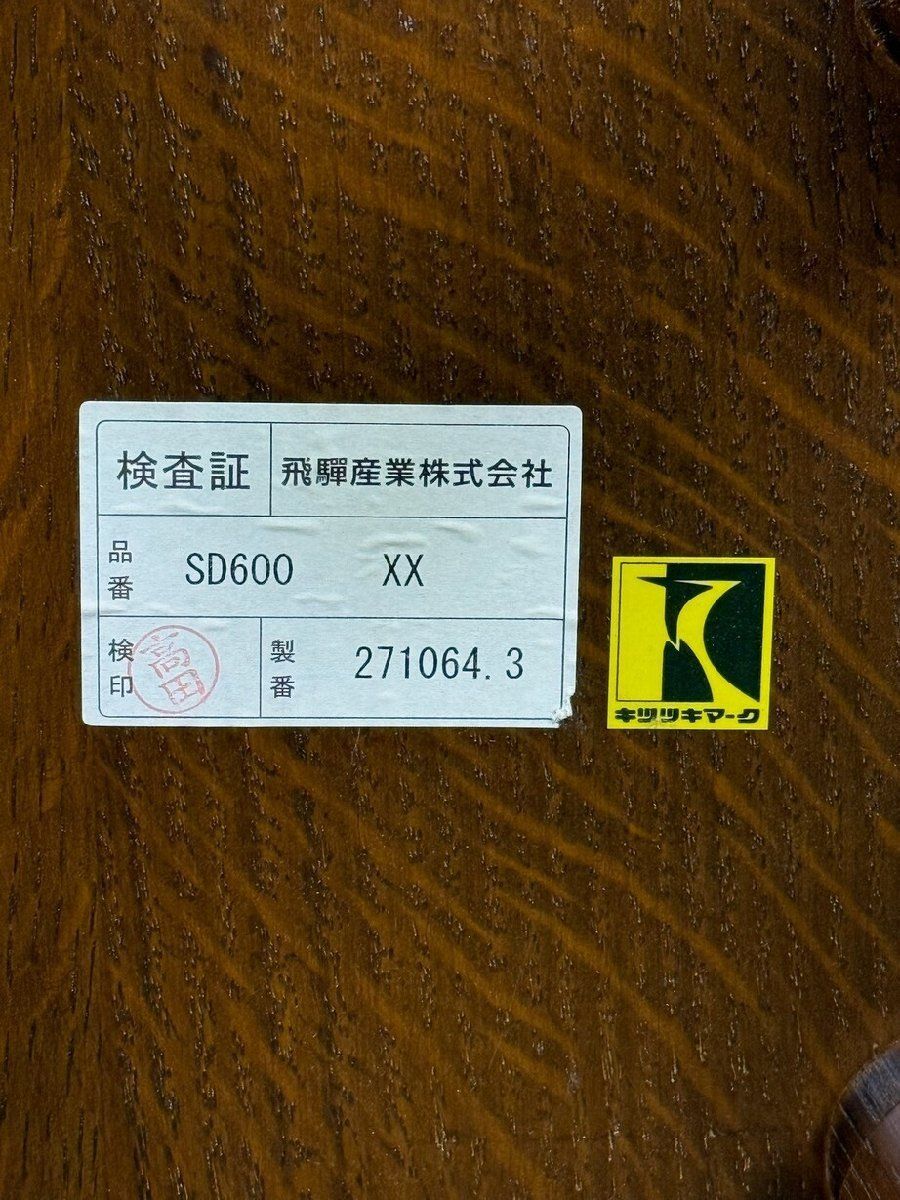 検査証 飛驒産業株式会社
品番 SD600 XX
検印 高田 製番 271064.3
キツツキマーク